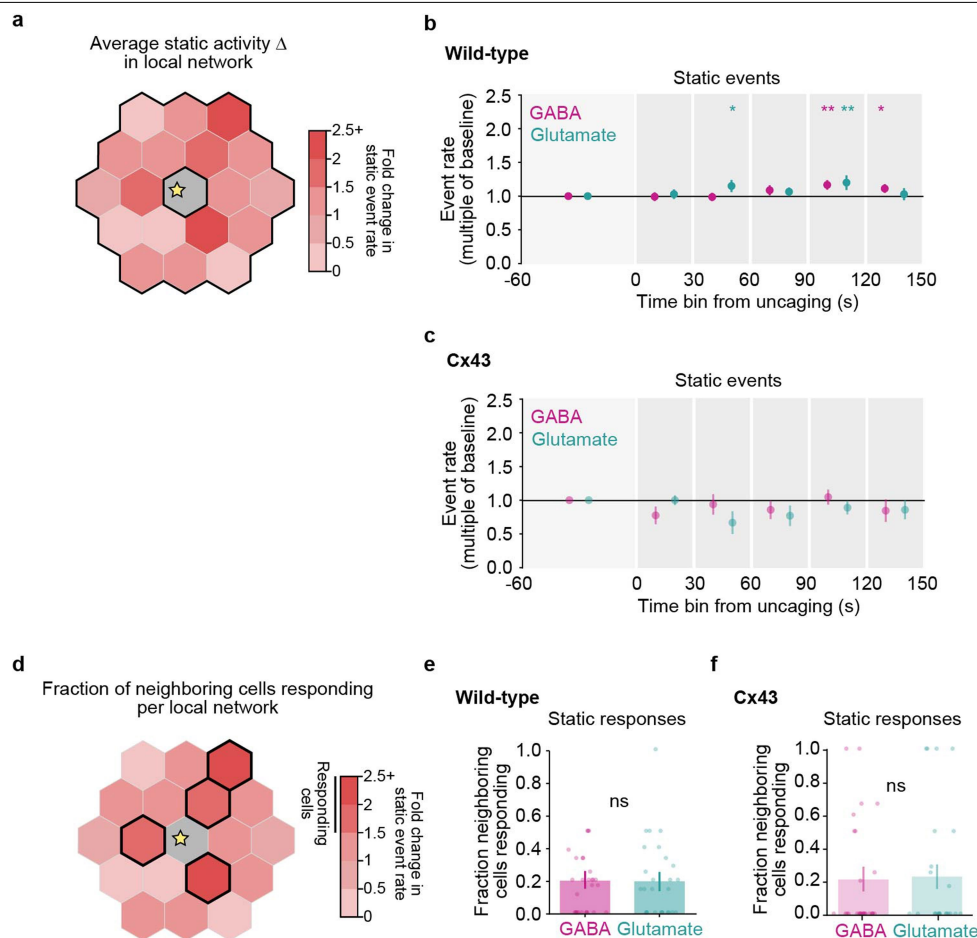 a
Average static activity Δ
in local network
2.5+
2
1.5
1
0.5
0
Fold change in
static event rate
b
Wild-type
Static events
GABA
Glutamate
* ** ** *
Event rate
(multiple of baseline)
2.5
2.0
1.5
1.0
0.5
0.0
-60 0 30 60 90 120 150
Time bin from uncaging (s)
c
Cx43
Static events
GABA
Glutamate
Event rate
(multiple of baseline)
2.5
2.0
1.5
1.0
0.5
0.0
-60 0 30 60 90 120 150
Time bin from uncaging (s)
d
Fraction of neighboring cells responding
per local network
Responding
cells
2.5+
2
1.5
1
0.5
0
Fold change in
static event rate
e
Wild-type
Static responses
Fraction neighboring
cells responding
1.0
0.8
0.6
0.4
0.2
0.0
ns
GABA Glutamate
f
Cx43
Static responses
Fraction neighboring
cells responding
1.0
0.8
0.6
0.4
0.2
0.0
ns
GABA Glutamate